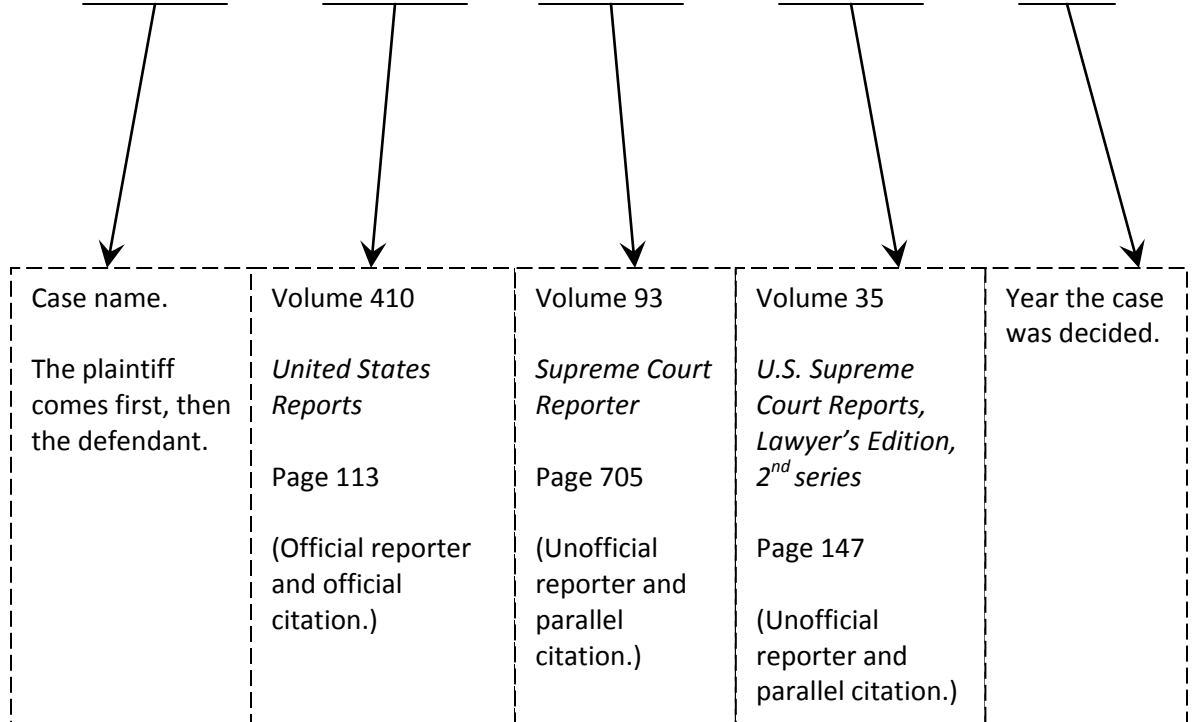 Case name.
The plaintiff
comes first, then
the defendant.
Volume 410
United States
Reports
Page 113
(Official reporter
and official
citation.)
Volume 93
Supreme Court
Reporter
Page 705
(Unofficial
reporter and
parallel
citation.)
Volume 35
U.S. Supreme
Court Reports,
Lawyer’s Edition,
2nd series
Page 147
(Unofficial
reporter and
parallel citation.)
Year the case
was decided.